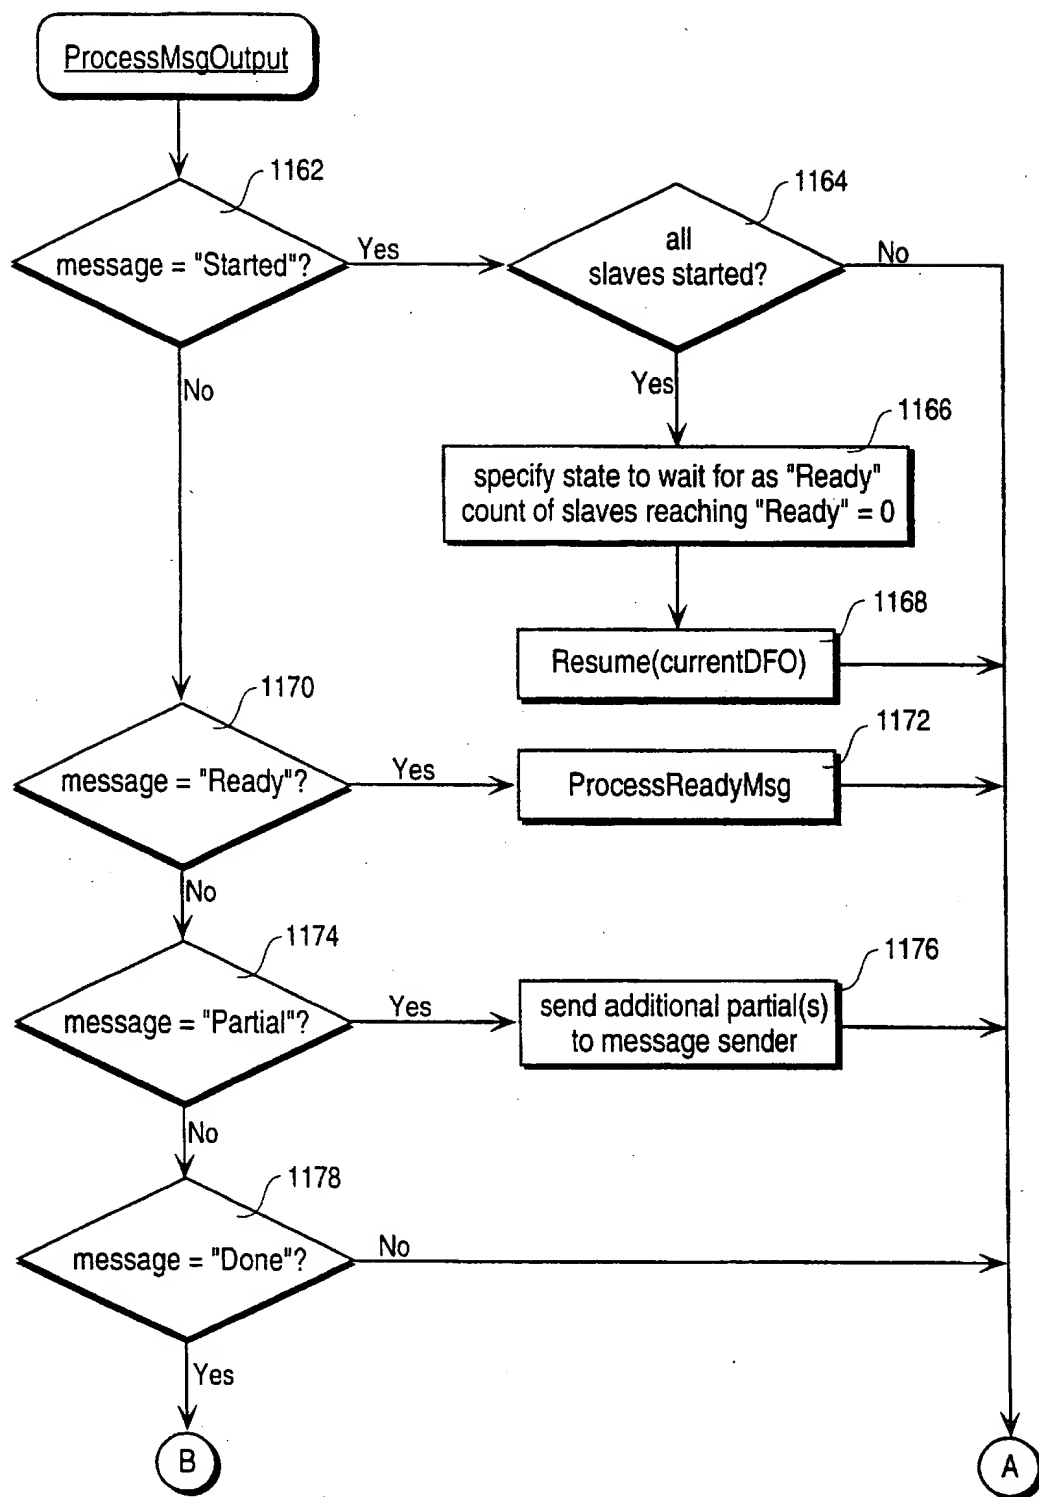 ProcessMsgOutput
1162
message = "Started"?
Yes
1164
all
slaves started?
No
No
Yes
1166
specify state to wait for as "Ready"
count of slaves reaching "Ready" = 0
1168
Resume(currentDFO)
1170
message = "Ready"?
Yes
1172
ProcessReadyMsg
No
1174
message = "Partial"?
Yes
1176
send additional partial(s)
to message sender
No
1178
message = "Done"?
No
Yes
B
A